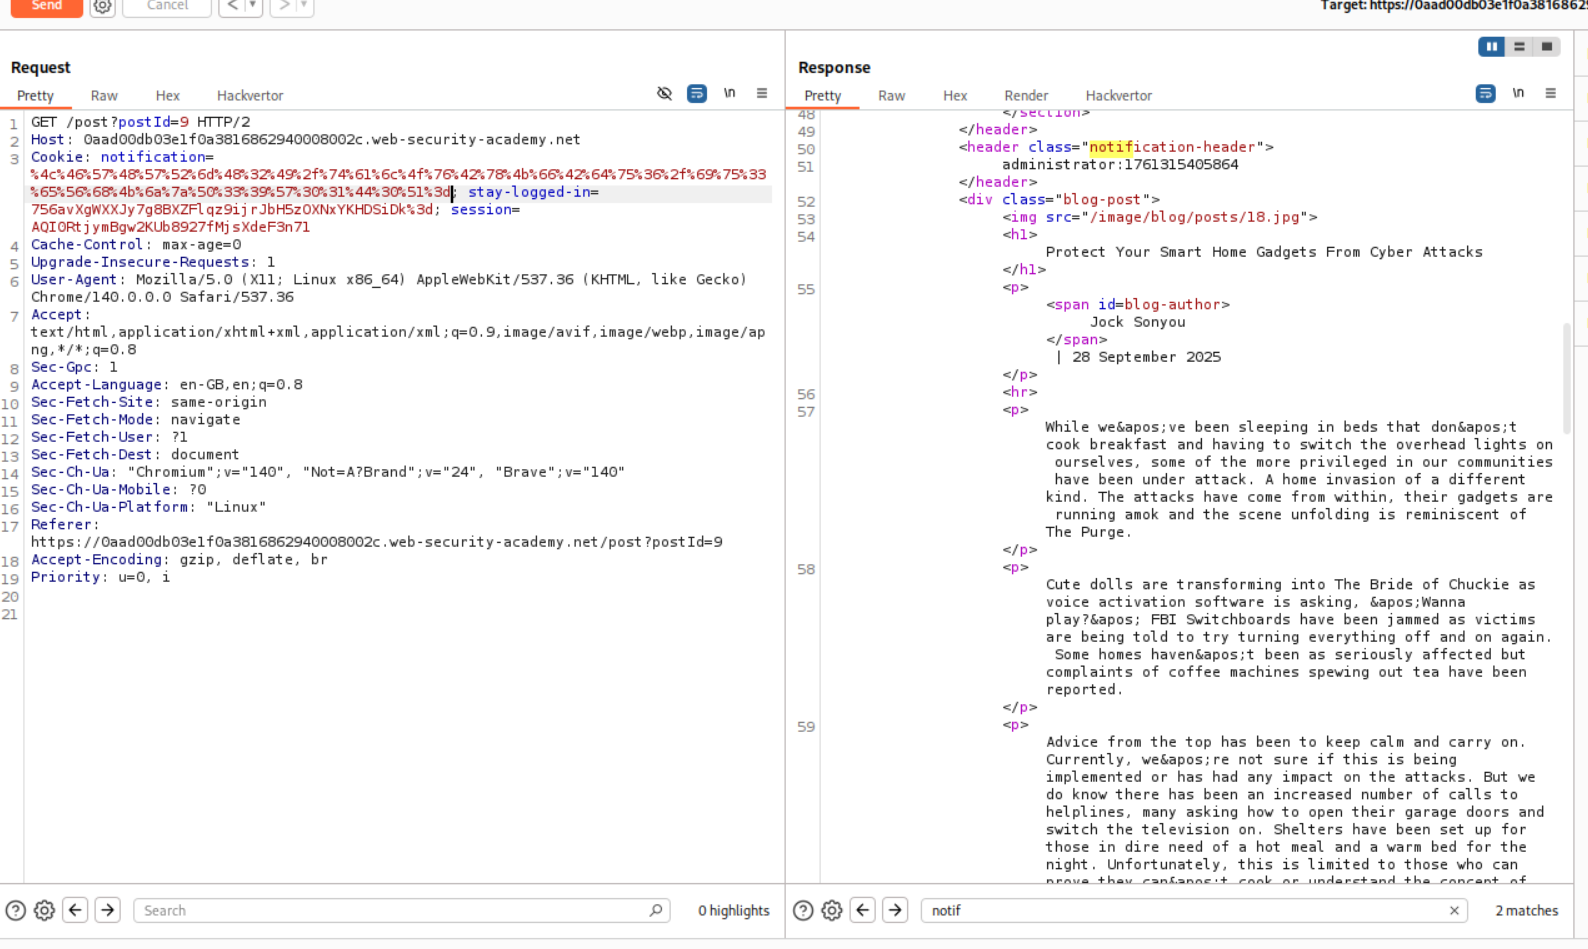 Send
Cancel
Target: https://0aad00db03e1f0a38168629
Request
Pretty Raw Hex Hackvertor
\n
1 GET /post?postId=9 HTTP/2
2 Host: 0aad00db03e1f0a3816862940008002c.web-security-academy.net
3 Cookie: notification=
%4c%46%57%48%57%52%6d%48%32%49%2f%74%61%6c%4f%76%42%78%4b%66%42%64%75%36%2f%69%75%33
%65%56%68%4b%6a%7a%50%33%39%57%30%31%44%30%51%3d; stay-logged-in=
756avXgWXXJy7g8BXZFlqz9ijrJbH5zOXNxYKHDSiDk%3d; session=
AQI0RtjymBgw2KUb8927fMjsXdeF3n71
4 Cache-Control: max-age=0
5 Upgrade-Insecure-Requests: 1
6 User-Agent: Mozilla/5.0 (X11; Linux x86_64) AppleWebKit/537.36 (KHTML, like Gecko)
Chrome/140.0.0.0 Safari/537.36
7 Accept:
text/html,application/xhtml+xml,application/xml;q=0.9,image/avif,image/webp,image/ap
ng,*/*;q=0.8
8 Sec-Gpc: 1
9 Accept-Language: en-GB,en;q=0.8
10 Sec-Fetch-Site: same-origin
11 Sec-Fetch-Mode: navigate
12 Sec-Fetch-User: ?1
13 Sec-Fetch-Dest: document
14 Sec-Ch-Ua: "Chromium";v="140", "Not=A?Brand";v="24", "Brave";v="140"
15 Sec-Ch-Ua-Mobile: ?0
16 Sec-Ch-Ua-Platform: "Linux"
17 Referer:
https://0aad00db03e1f0a3816862940008002c.web-security-academy.net/post?postId=9
18 Accept-Encoding: gzip, deflate, br
19 Priority: u=0, i
20
21
Search
0 highlights
Response
Pretty Raw Hex Render Hackvertor
\n
48 </section>
49 </header>
50 <header class="notification-header">
51 administrator:1761315405864
</header>
52 <div class="blog-post">
53 <img src="/image/blog/posts/18.jpg">
54 <h1>
Protect Your Smart Home Gadgets From Cyber Attacks
</h1>
55 <p>
<span id=blog-author>
Jock Sonyou
</span>
| 28 September 2025
</p>
56 <hr>
57 <p>
While we&apos;ve been sleeping in beds that don&apos;t
cook breakfast and having to switch the overhead lights on
ourselves, some of the more privileged in our communities
have been under attack. A home invasion of a different
kind. The attacks have come from within, their gadgets are
running amok and the scene unfolding is reminiscent of
The Purge.
</p>
58 <p>
Cute dolls are transforming into The Bride of Chuckie as
voice activation software is asking, &apos;Wanna
play?&apos; FBI Switchboards have been jammed as victims
are being told to try turning everything off and on again.
Some homes haven&apos;t been as seriously affected but
complaints of coffee machines spewing out tea have been
reported.
</p>
59 <p>
Advice from the top has been to keep calm and carry on.
Currently, we&apos;re not sure if this is being
implemented or has had any impact on the attacks. But we
do know there has been an increased number of calls to
helplines, many asking how to open their garage doors and
switch the television on. Shelters have been set up for
those in dire need of a hot meal and a warm bed for the
night. Unfortunately, this is limited to those who can
prove they can&apos;t cook or understand the concept of
notif
2 matches